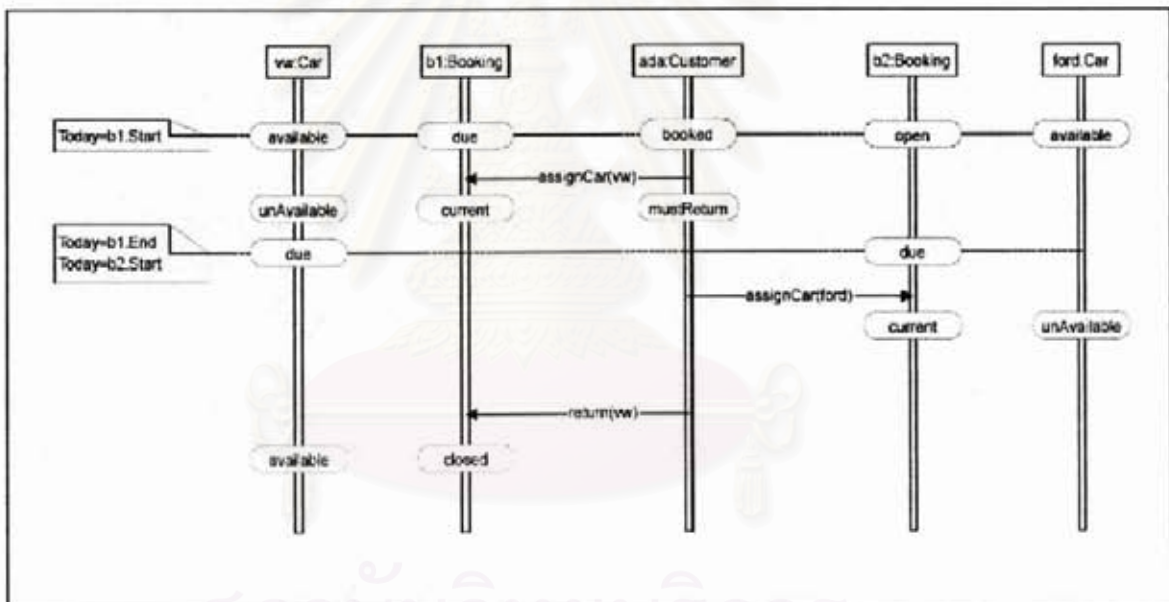 vw:Car
b1:Booking
ada:Customer
b2:Booking
ford:Car
Today=b1.Start
available
due
booked
open
available
assignCar(vw)
unAvailable
current
mustReturn
Today=b1.End
Today=b2.Start
due
due
assignCar(ford)
current
unAvailable
return(vw)
available
closed